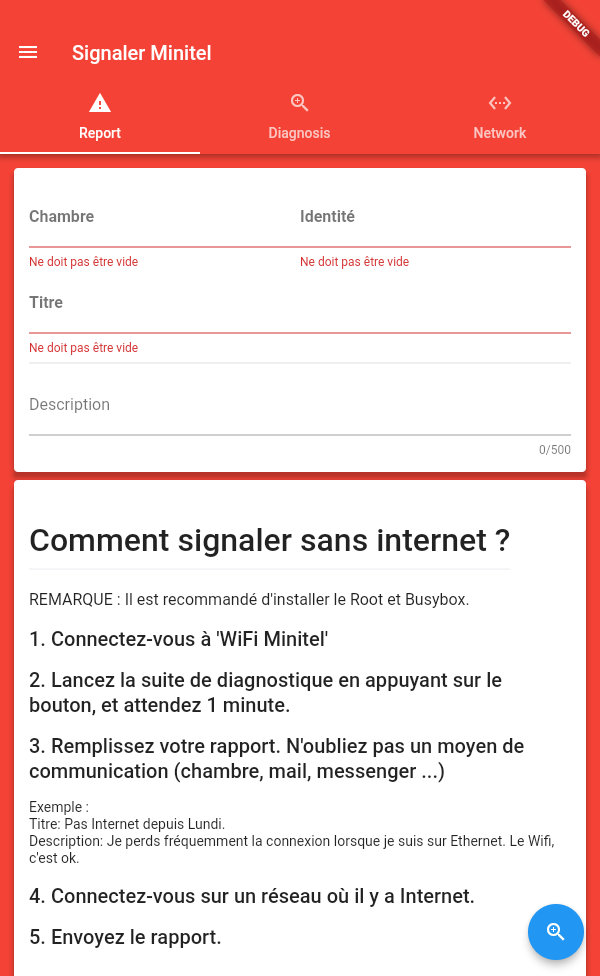 DEBUG
Signaler Minitel
Report Diagnosis Network
Chambre Identité
Ne doit pas être vide Ne doit pas être vide
Titre
Ne doit pas être vide
Description
0/500
Comment signaler sans internet ?
REMARQUE : Il est recommandé d'installer le Root et Busybox.
1. Connectez-vous à 'WiFi Minitel'
2. Lancez la suite de diagnostique en appuyant sur le
bouton, et attendez 1 minute.
3. Remplissez votre rapport. N'oubliez pas un moyen de
communication (chambre, mail, messenger ...)
Exemple :
Titre: Pas Internet depuis Lundi.
Description: Je perds fréquemment la connexion lorsque je suis sur Ethernet. Le Wifi,
c'est ok.
4. Connectez-vous sur un réseau où il y a Internet.
5. Envoyez le rapport.